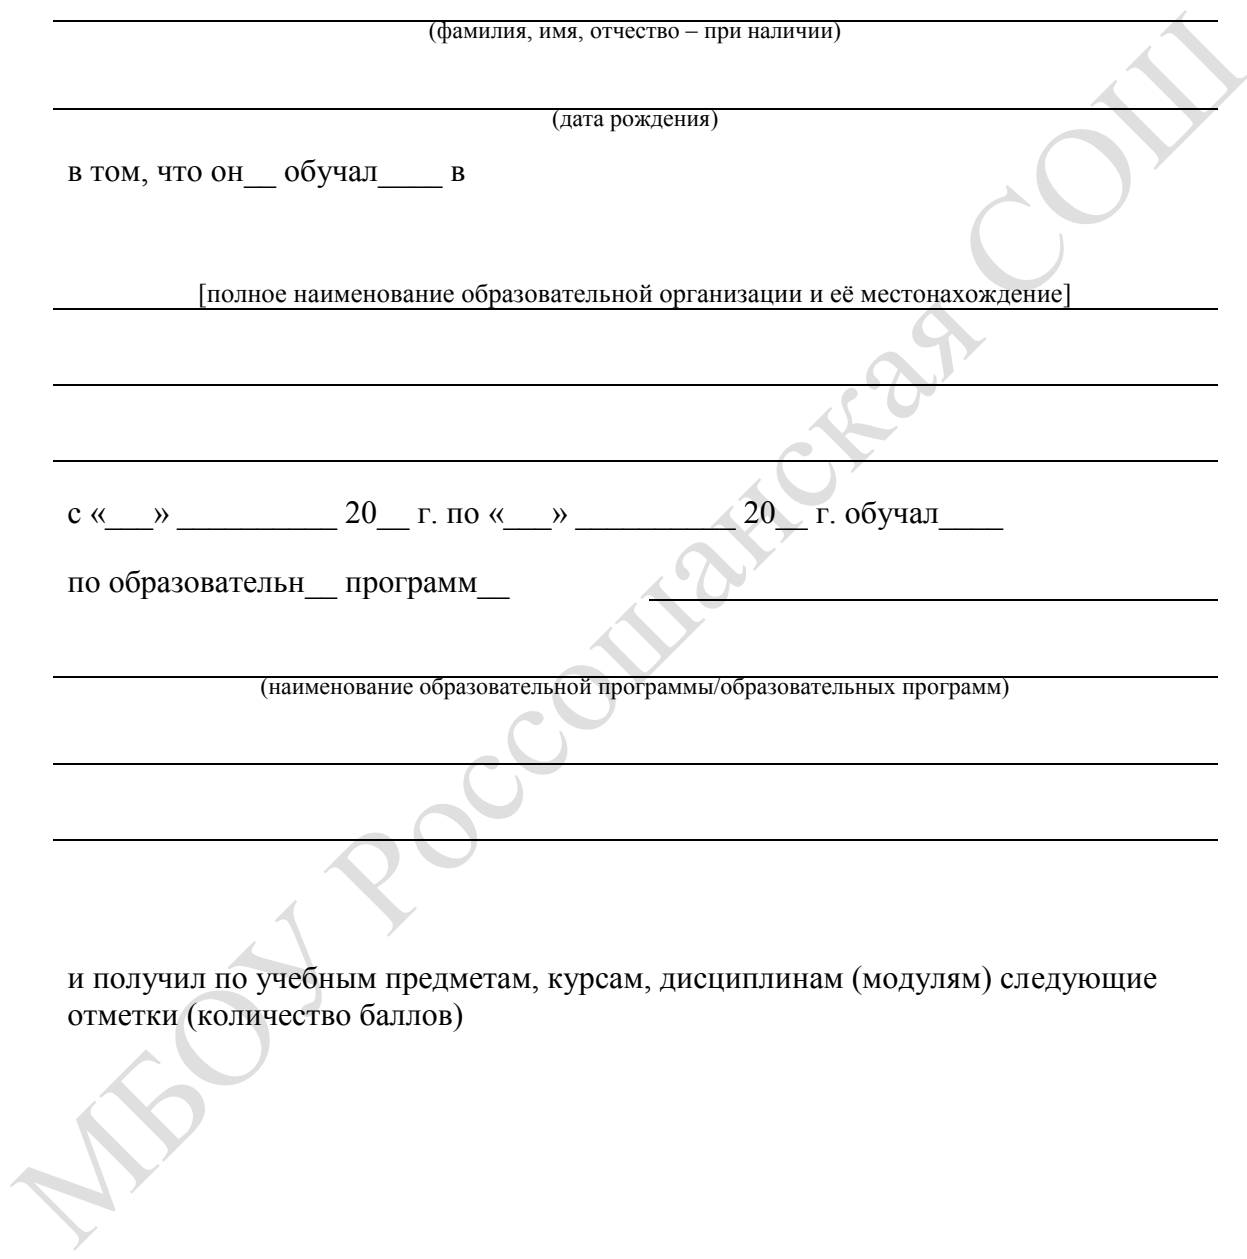 (фамилия, имя, отчество – при наличии)
(дата рождения)
в том, что он__ обучал____ в
[полное наименование образовательной организации и её местонахождение]
с «___» __________ 20__ г. по «___» __________ 20__ г. обучал____
по образовательн__ программ__
(наименование образовательной программы/образовательных программ)
и получил по учебным предметам, курсам, дисциплинам (модулям) следующие
отметки (количество баллов)
МБОУ Россошанская СОШ